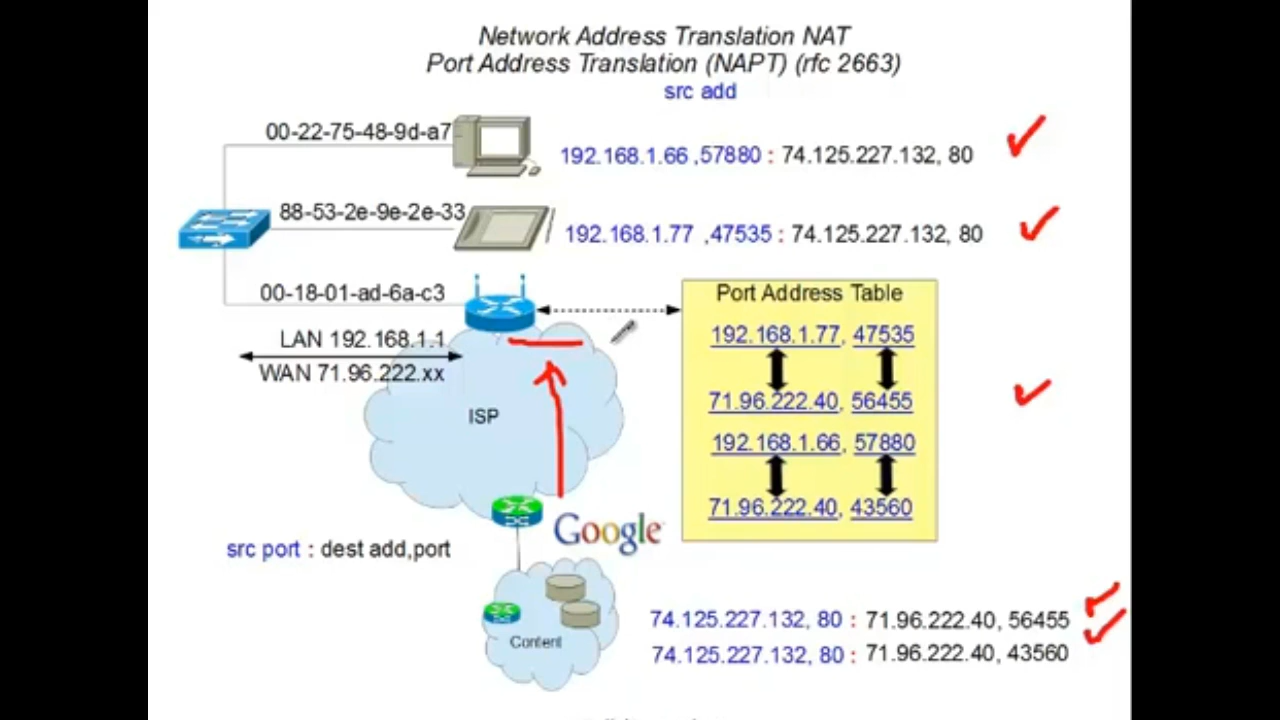 Network Address Translation NAT
Port Address Translation (NAPT) (rfc 2663)
src add
00-22-75-48-9d-a7
192.168.1.66 ,57880 : 74.125.227.132, 80
88-53-2e-9e-2e-33
192.168.1.77 ,47535 : 74.125.227.132, 80
00-18-01-ad-6a-c3
LAN 192.168.1.1
WAN 71.96.222.xx
ISP
Port Address Table
192.168.1.77, 47535
71.96.222.40, 56455
192.168.1.66, 57880
71.96.222.40, 43560
Google
src port : dest add,port
Content
74.125.227.132, 80 : 71.96.222.40, 56455
74.125.227.132, 80 : 71.96.222.40, 43560